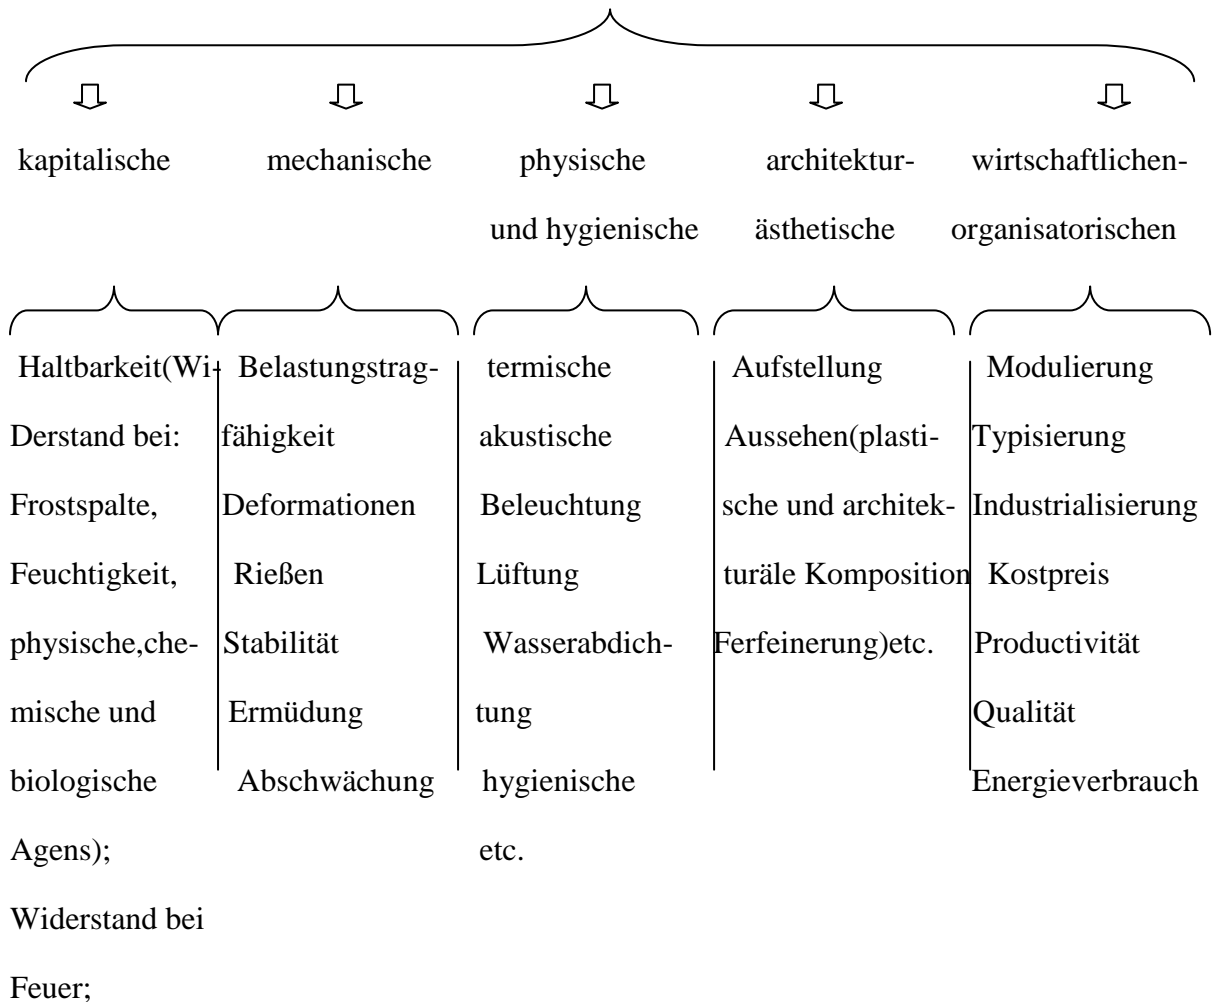 kapitalische mechanische physische architektur- wirtschaftlichen-
und hygienische ästhetische organisatorischen
Haltbarkeit(Wi- Belastungstrag- termische Aufstellung Modulierung
Derstand bei: fähigkeit akustische Aussehen(plasti- Typisierung
Frostspalte, Deformationen Beleuchtung sche und architek- Industrialisierung
Feuchtigkeit, Rießen Lüftung turäle Komposition Kostpreis
physische,che- Stabilität Wasserabdich- Ferfeinerung)etc. Productivität
mische und Ermüdung tung Qualität
biologische Abschwächung hygienische Energieverbrauch
Agens); etc.
Widerstand bei
Feuer;